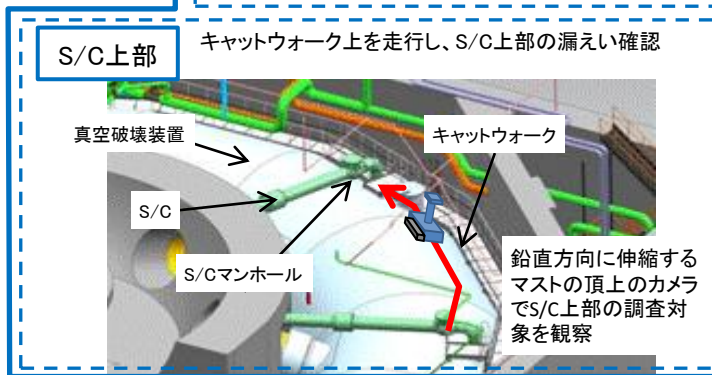 S/C上部
キャットウォーク上を走行し、S/C上部の漏えい確認
真空破壊装置
キャットウォーク
S/C
S/Cマンホール
鉛直方向に伸縮する
マストの頂上のカメラ
でS/C上部の調査対
象を観察